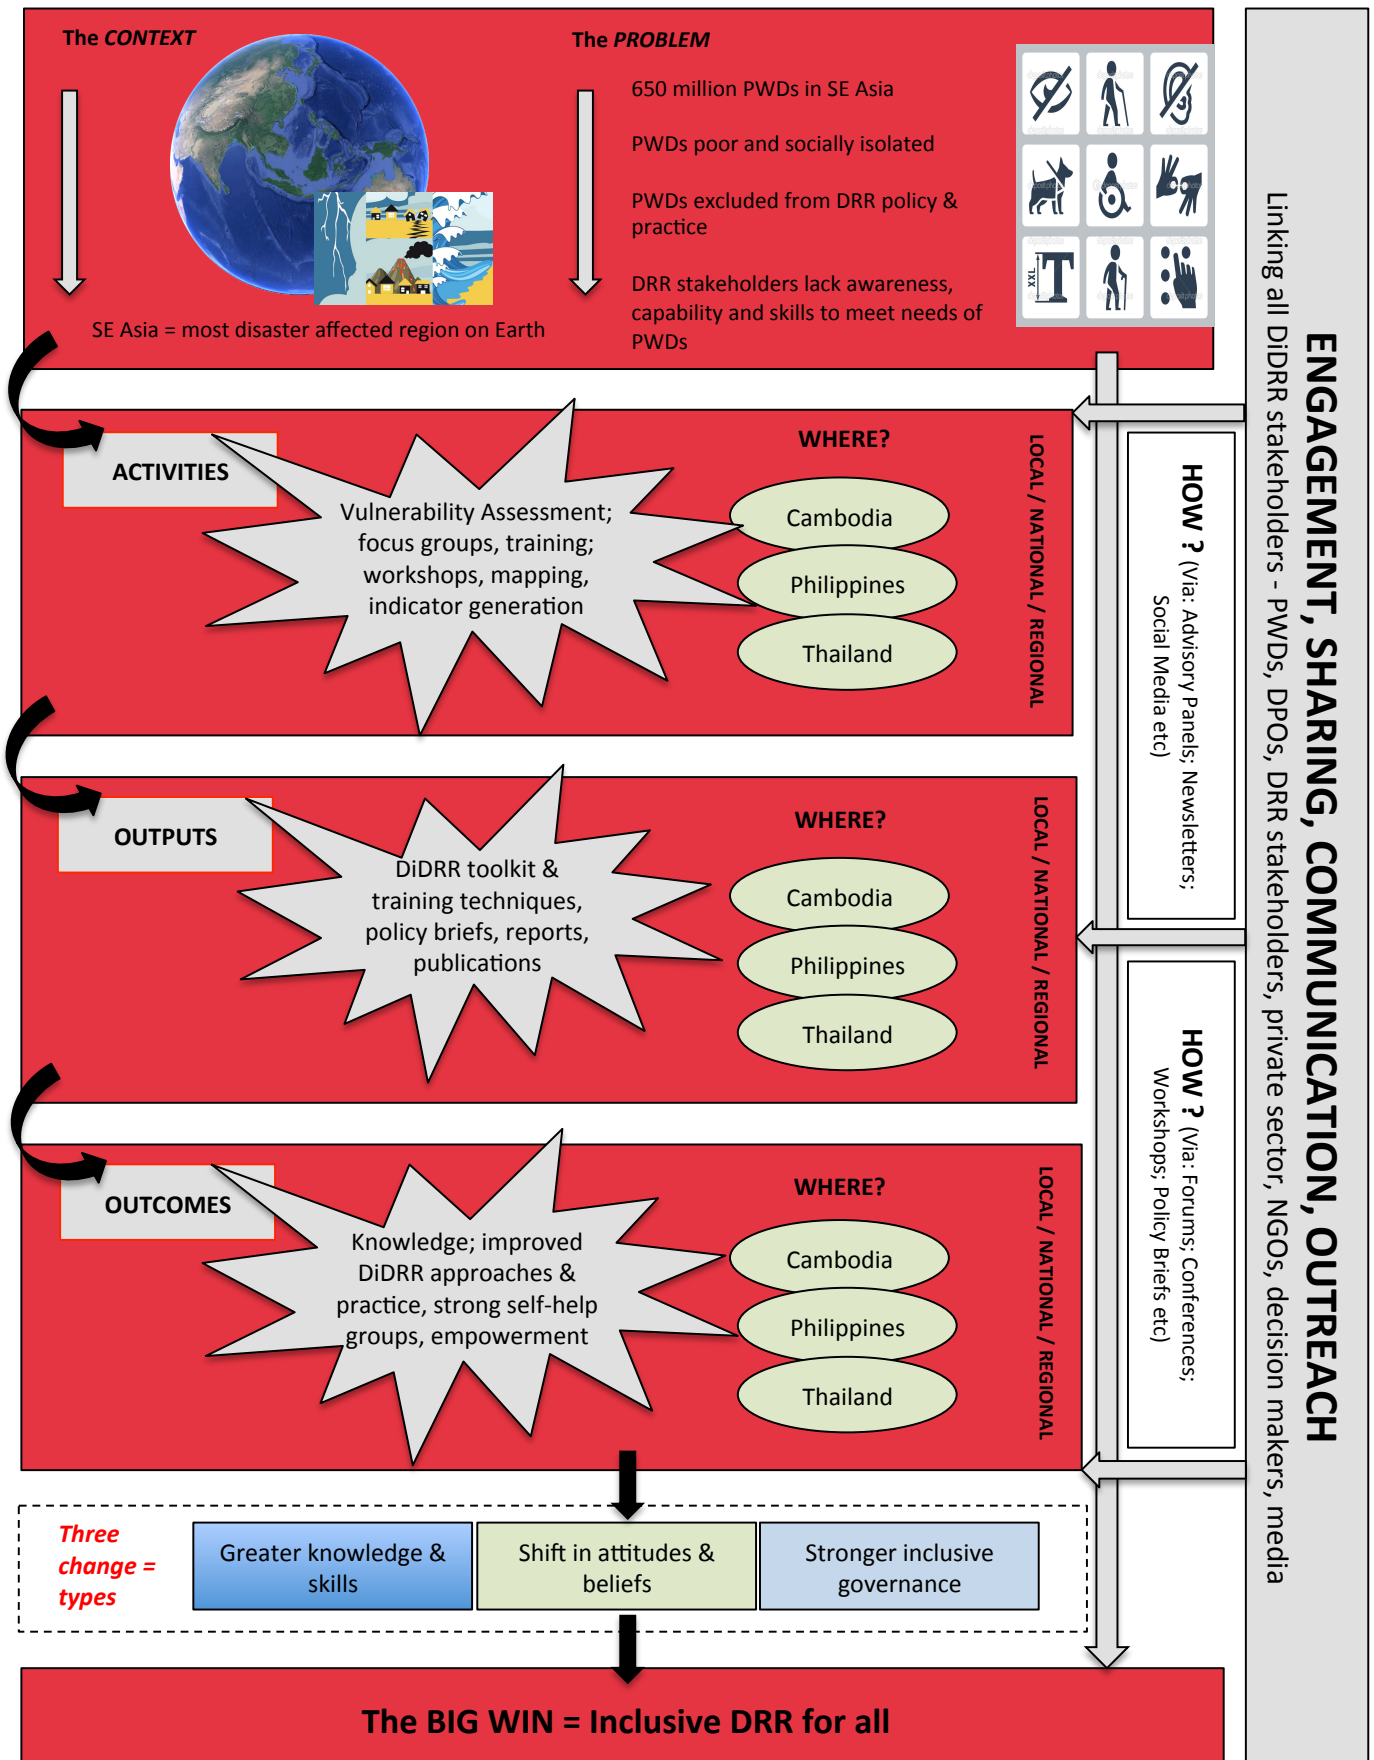 The CONTEXT
SE Asia = most disaster affected region on Earth
The PROBLEM
650 million PWDs in SE Asia
PWDs poor and socially isolated
PWDs excluded from DRR policy &
practice
DRR stakeholders lack awareness,
capability and skills to meet needs of
PWDs
TXL
T
ACTIVITIES
Vulnerability Assessment;
focus groups, training;
workshops, mapping,
indicator generation
WHERE?
Cambodia
Philippines
Thailand
LOCAL / NATIONAL / REGIONAL
OUTPUTS
DiDRR toolkit &
training techniques,
policy briefs, reports,
publications
WHERE?
Cambodia
Philippines
Thailand
LOCAL / NATIONAL / REGIONAL
OUTCOMES
Knowledge; improved
DiDRR approaches &
practice, strong self-help
groups, empowerment
WHERE?
Cambodia
Philippines
Thailand
LOCAL / NATIONAL / REGIONAL
HOW ? (Via: Advisory Panels; Newsletters;
Social Media etc)
HOW ? (Via: Forums; Conferences;
Workshops; Policy Briefs etc)
ENGAGEMENT, SHARING, COMMUNICATION, OUTREACH
Linking all DiDRR stakeholders - PWDs, DPOs, DRR stakeholders, private sector, NGOs, decision makers, media
Three
change =
types
Greater knowledge &
skills
Shift in attitudes &
beliefs
Stronger inclusive
governance
The BIG WIN = Inclusive DRR for all